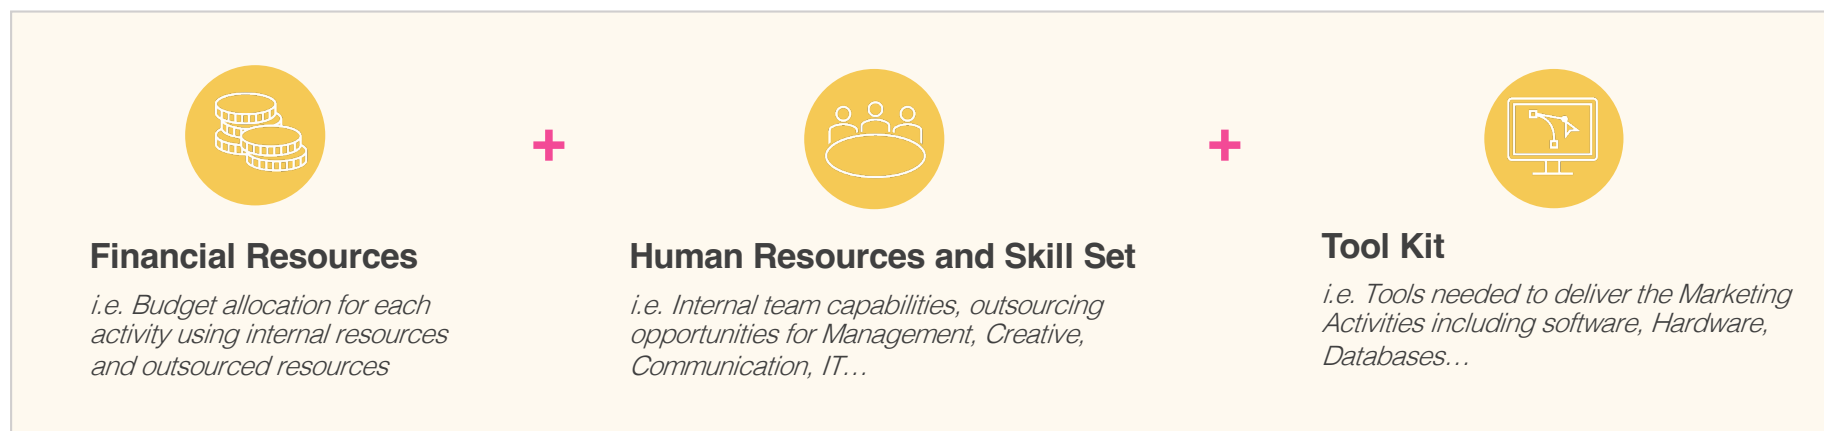 +
+
Financial Resources
i.e. Budget allocation for each
activity using internal resources
and outsourced resources
Human Resources and Skill Set
i.e. Internal team capabilities, outsourcing
opportunities for Management, Creative,
Communication, IT…
Tool Kit
i.e. Tools needed to deliver the Marketing
Activities including software, Hardware,
Databases…